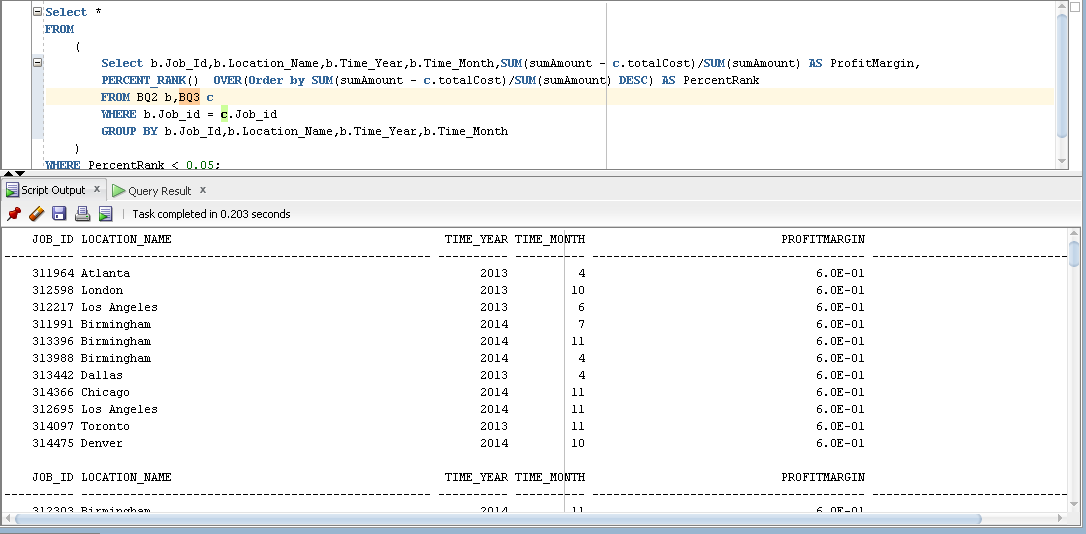 Select *
FROM
(
Select b.Job_Id,b.Location_Name,b.Time_Year,b.Time_Month,SUM(sumAmount - c.totalCost)/SUM(sumAmount) AS ProfitMargin,
PERCENT_RANK() OVER(Order by SUM(sumAmount - c.totalCost)/SUM(sumAmount) DESC) AS PercentRank
FROM BQ2 b,BQ3 c
WHERE b.Job_id = c.Job_id
GROUP BY b.Job_Id,b.Location_Name,b.Time_Year,b.Time_Month
)
WHERE PercentRank < 0.05;
Script Output x Query Result x
Task completed in 0.203 seconds
JOB_ID LOCATION_NAME TIME_YEAR TIME_MONTH PROFITMARGIN
311964 Atlanta 2013 4 6.0E-01
312598 London 2013 10 6.0E-01
312217 Los Angeles 2013 6 6.0E-01
311991 Birmingham 2014 7 6.0E-01
313396 Birmingham 2014 11 6.0E-01
313988 Birmingham 2014 4 6.0E-01
313442 Dallas 2013 4 6.0E-01
314366 Chicago 2014 11 6.0E-01
312695 Los Angeles 2014 11 6.0E-01
314097 Toronto 2013 11 6.0E-01
314475 Denver 2014 10 6.0E-01
JOB_ID LOCATION_NAME TIME_YEAR TIME_MONTH PROFITMARGIN
312303 Birmingham 2014 11 6.0E-01